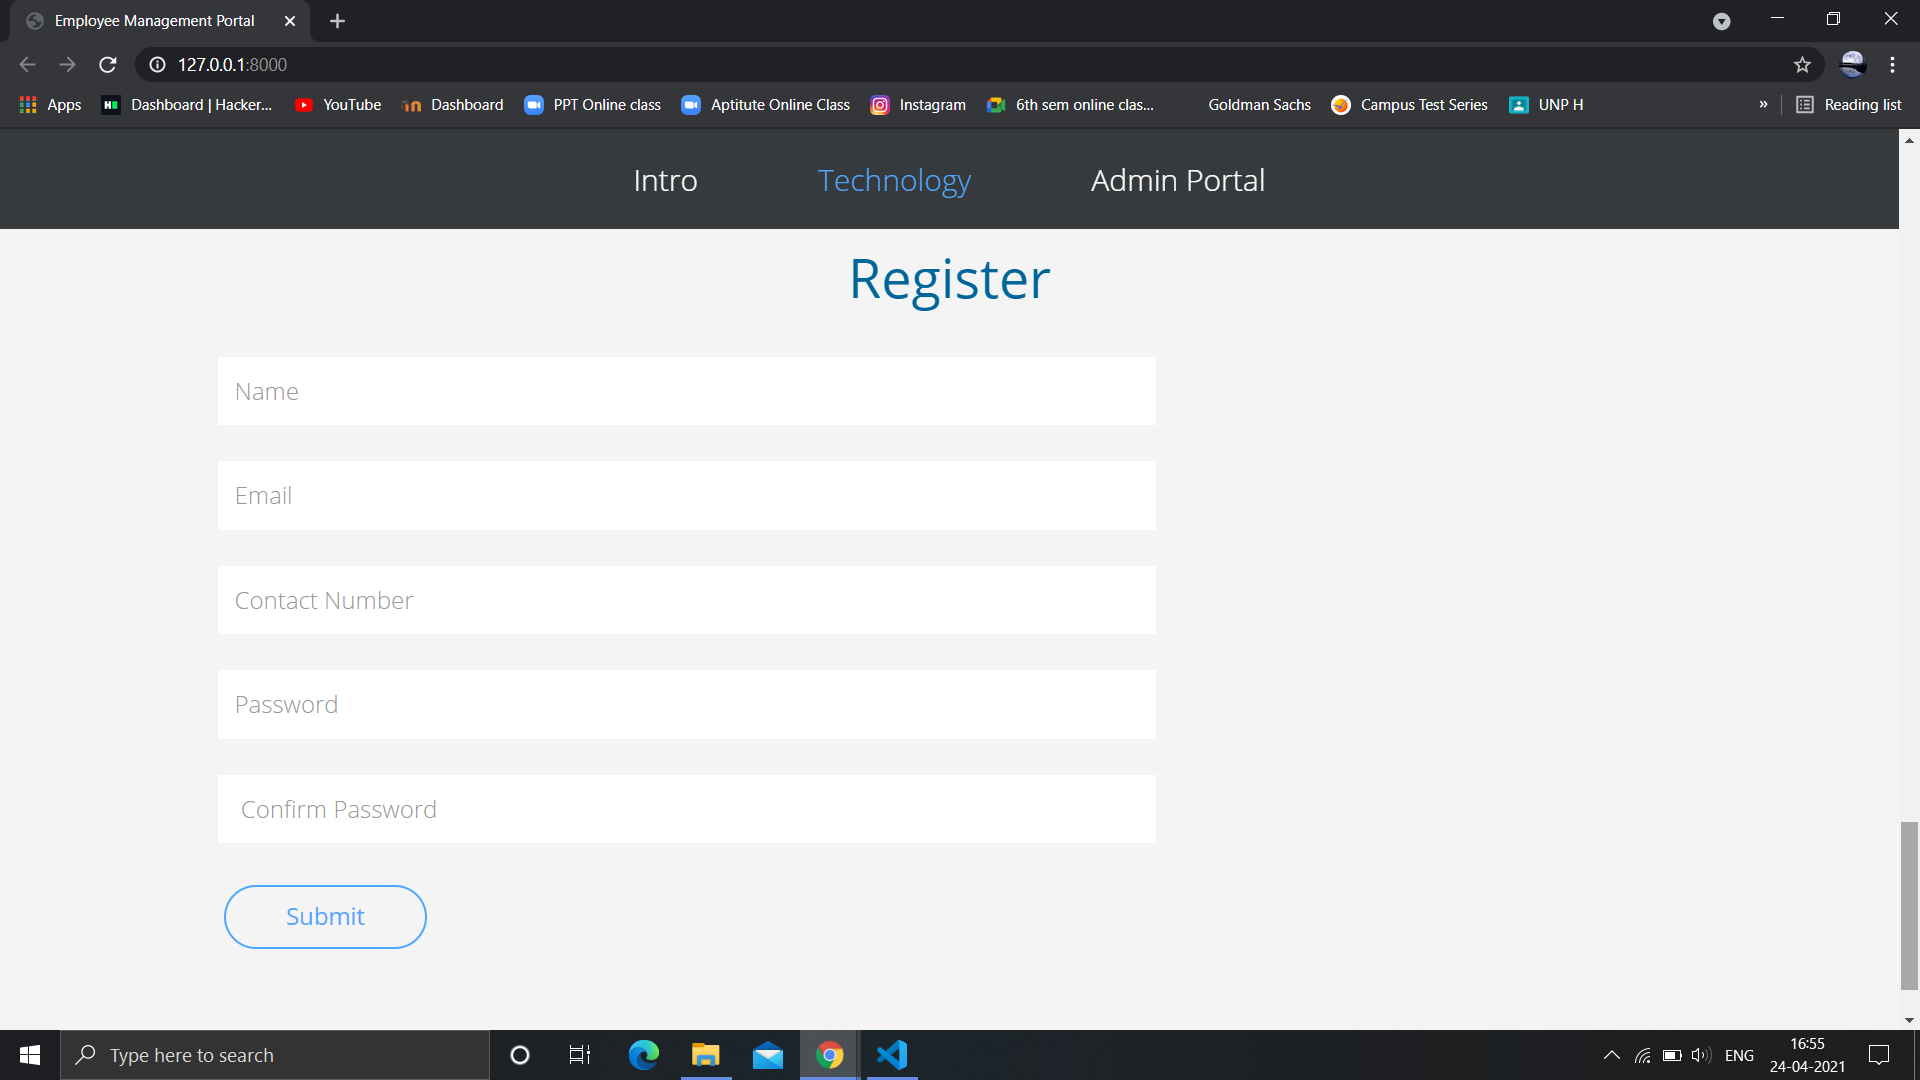 Employee Management Portal
127.0.0.1:8000
Apps Dashboard | Hacker... YouTube Dashboard PPT Online class Aptitute Online Class Instagram 6th sem online clas... Goldman Sachs Campus Test Series UNP H » Reading list
Intro Technology Admin Portal
Register
Name
Email
Contact Number
Password
Confirm Password
Submit
Type here to search
ENG
16:55
24-04-2021